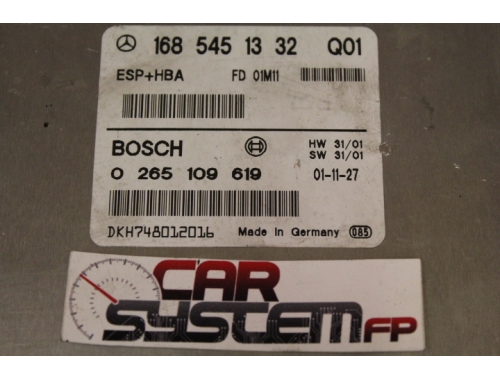 168 545 13 32 Q01
ESP+HBA FD 01M11
BOSCH HW 31/01
SW 31/01
0 265 109 619 01-11-27
DKH748012016 Made in Germany 085
CAR
SYSTEM FP